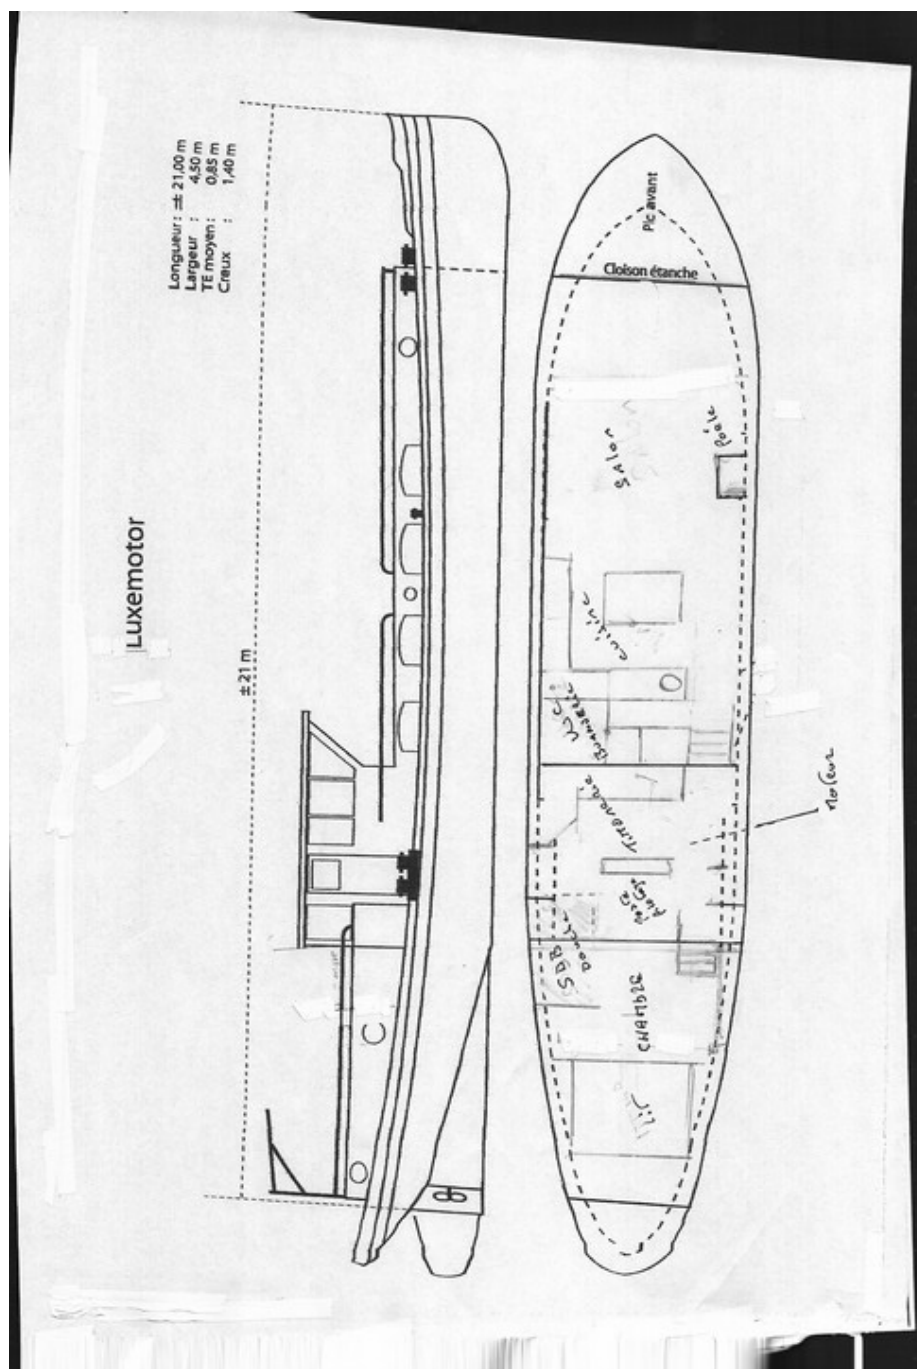 Luxemotor
Longueur : ± 21,00 m
Largeur : 4,50 m
TE moyen : 0,85 m
Creux : 1,40 m
±21 m
Pic avant
Cloison étanche
Salon
Poêle
cuisine
W.C
Buanderie
moteur
SDB
Douche
CHAMBRE
LIT